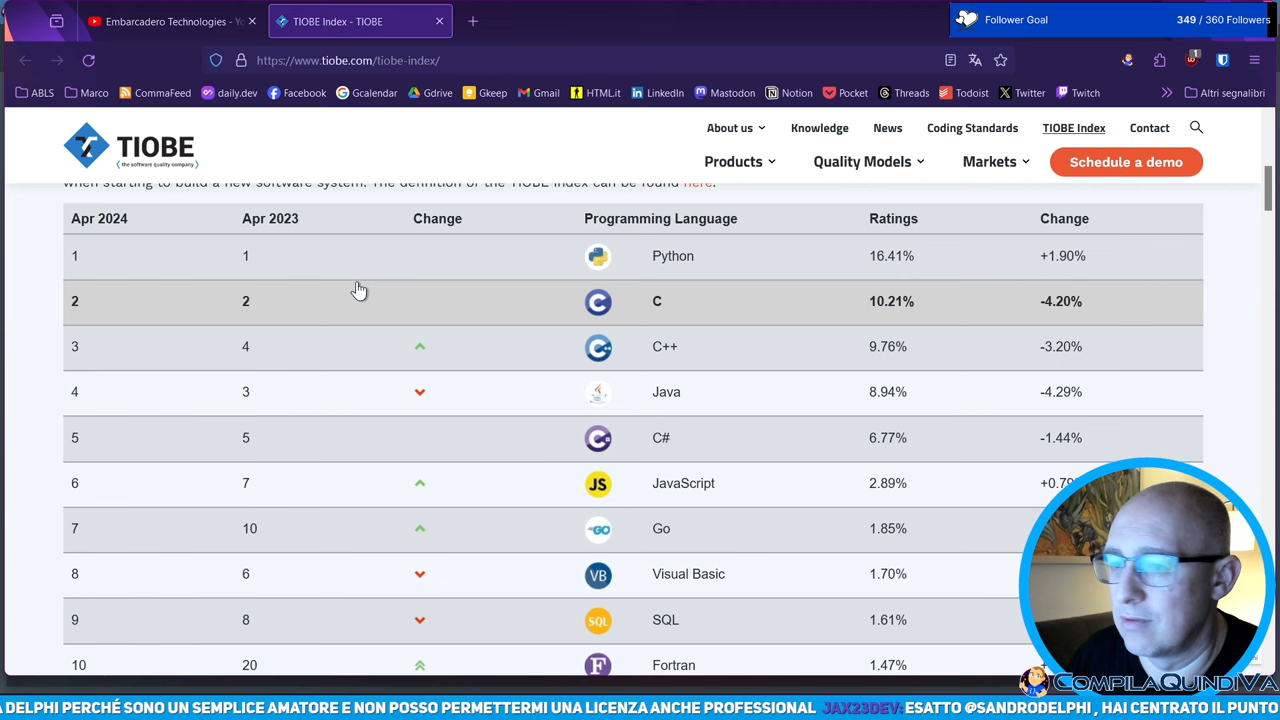 Embarcadero Technologies - Yo
TIOBE Index - TIOBE
Follower Goal
349 / 360 Followers
https://www.tiobe.com/tiobe-index/
1
ABLS
Marco
CommaFeed
daily.dev
Facebook
Gcalendar
Gdrive
Gkeep
Gmail
HTML.it
LinkedIn
Mastodon
Notion
Pocket
Threads
Todoist
Twitter
Twitch
Altri segnalibri
TIOBE
(the software quality company)
About us
Knowledge
News
Coding Standards
TIOBE Index
Contact
Products
Quality Models
Markets
Schedule a demo
when starting to build a new software system. The definition of the TIOBE index can be found here.
Apr 2024 Apr 2023 Change Programming Language Ratings Change
1 1 Python 16.41% +1.90%
2 2 C 10.21% -4.20%
3 4 C++ 9.76% -3.20%
4 3 Java 8.94% -4.29%
5 5 C# 6.77% -1.44%
6 7 JS JavaScript 2.89% +0.79
7 10 GO Go 1.85%
8 6 VB Visual Basic 1.70%
9 8 SQL SQL 1.61%
10 20 F Fortran 1.47%
CompilaQuindiVa
A DELPHI PERCHÉ SONO UN SEMPLICE AMATORE E NON POSSO PERMETTERMI UNA LICENZA ANCHE PROFESSIONAL JAX23DEV: ESATTO @SANDRODELPHI , HAI CENTRATO IL PUNTO